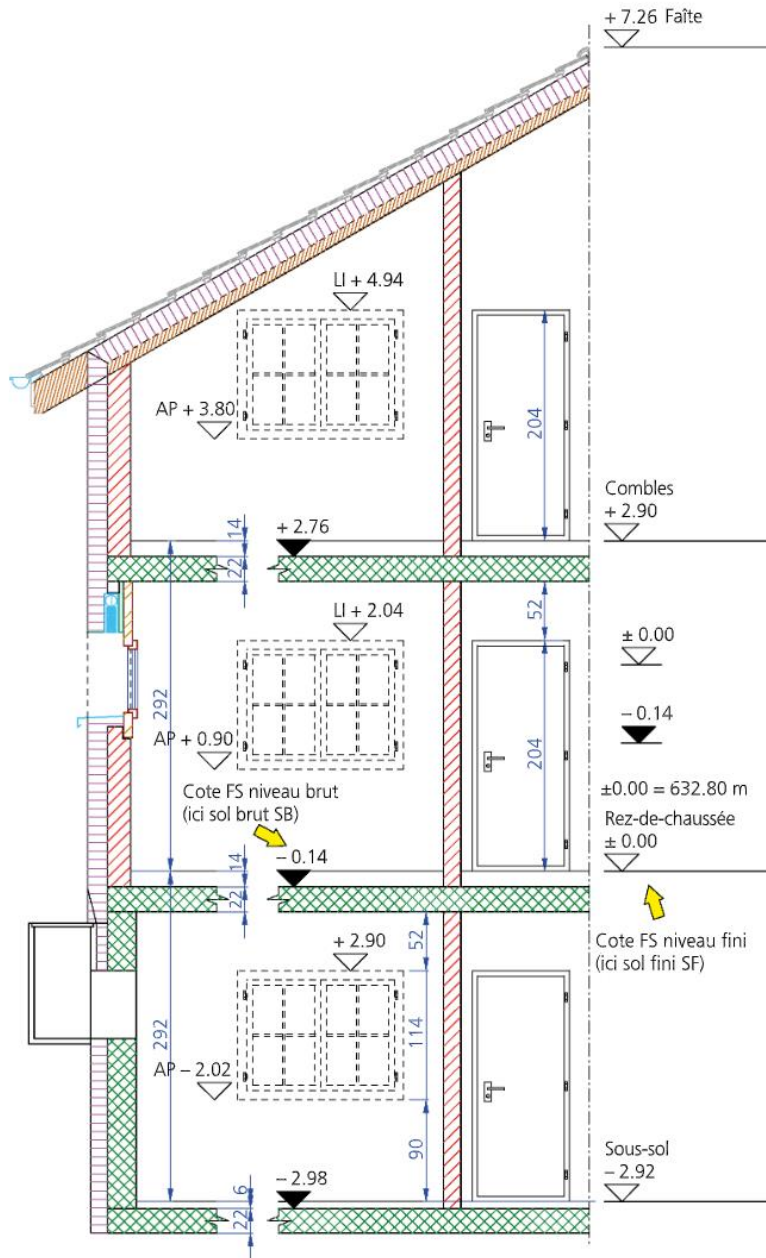 + 7.26 Faîte
LI + 4.94
AP + 3.80
204
Combles
+ 2.90
14
+ 2.76
22
52
LI + 2.04
± 0.00
292
– 0.14
AP + 0.90
204
Cote FS niveau brut
(ici sol brut SB)
±0.00 = 632.80 m
Rez-de-chaussée
± 0.00
14
– 0.14
22
52
Cote FS niveau fini
(ici sol fini SF)
+ 2.90
292
114
AP – 2.02
90
Sous-sol
– 2.92
6
– 2.98
22